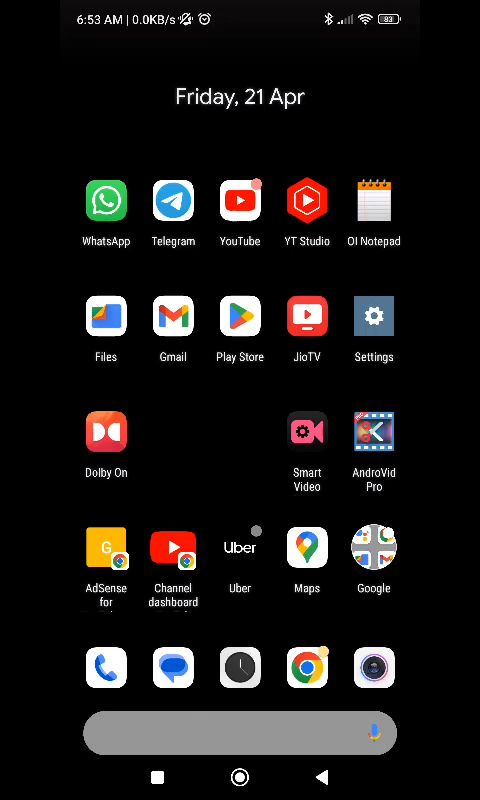 6:53 AM | 0.0KB/s
83
Friday, 21 Apr
WhatsApp
Telegram
YouTube
YT Studio
OI Notepad
Files
Gmail
Play Store
JioTV
Settings
Dolby On
Smart
Video
AndroVid
Pro
AdSense
for
G
Channel
dashboard
Uber
Uber
Maps
Google